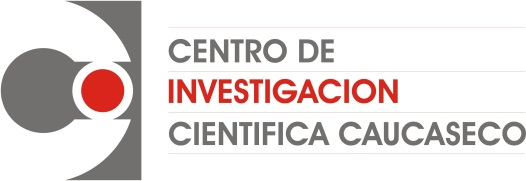 CENTRO DE
INVESTIGACION
CIENTIFICA CAUCASECO